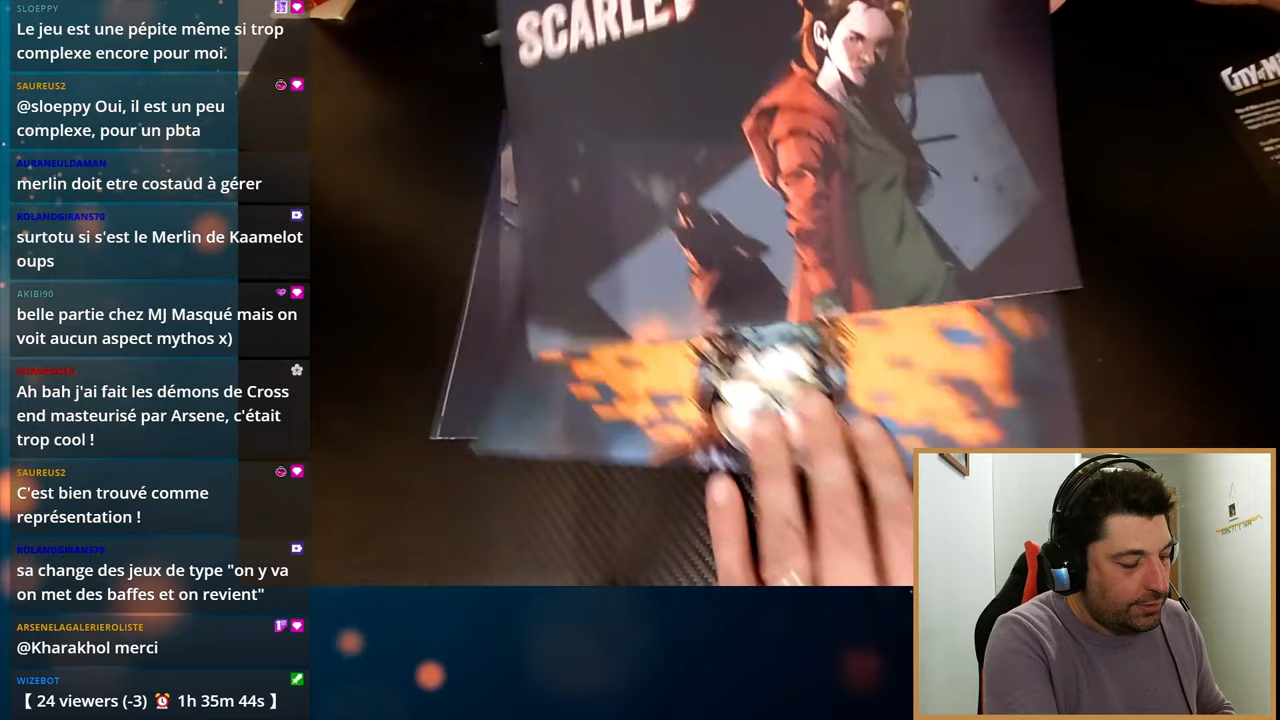 SLOEPPY
Le jeu est une pépite même si trop
complexe encore pour moi.
SAUREUS2
@sloeppy Oui, il est un peu
complexe, pour un pbta
AURANEULDAMAN
merlin doit etre costaud à gérer
ROLANDGIRAN570
surtotu si s'est le Merlin de Kaamelot
oups
AKIBI90
belle partie chez MJ Masqué mais on
voit aucun aspect mythos x)
Ah bah j'ai fait les démons de Cross
end masteurisé par Arsene, c'était
trop cool !
SAUREUS2
C'est bien trouvé comme
représentation !
ROLANDGIRAN570
sa change des jeux de type "on y va
on met des baffes et on revient"
ARSENELAGALERIEROLISTE
@Kharakhol merci
WIZEBOT
【 24 viewers (-3) ⏰ 1h 35m 44s 】
SCARLET